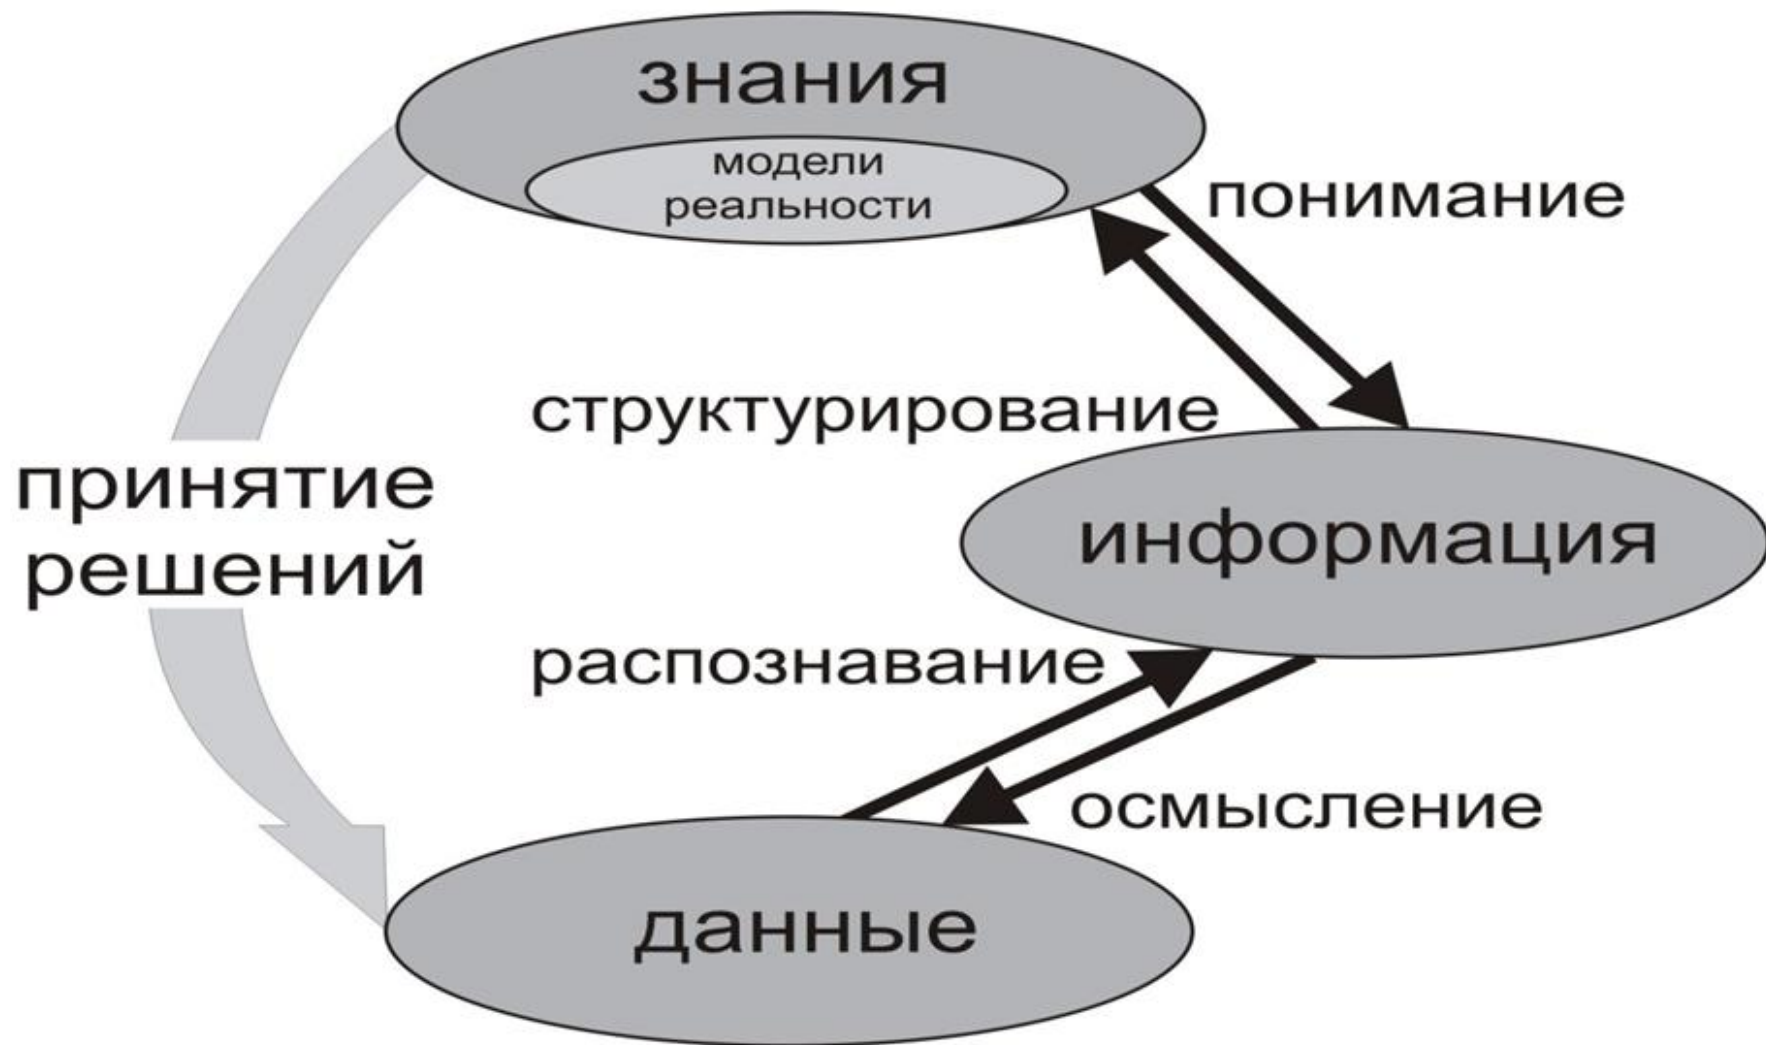 знания
модели
реальности
понимание
структурирование
принятие
решений
информация
распознавание
осмысление
данные